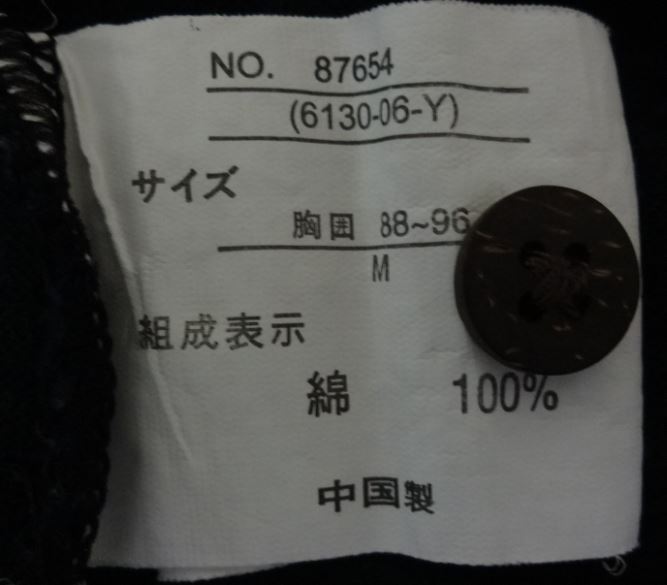 NO. 87654
(6130-06-Y)
サイズ
胸囲 88~96
M
組成表示
綿 100%
中国製